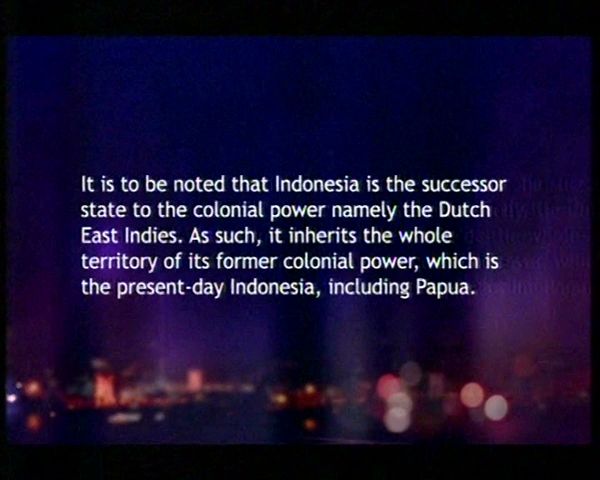 It is to be noted that Indonesia is the successor
state to the colonial power namely the Dutch
East Indies. As such, it inherits the whole
territory of its former colonial power, which is
the present-day Indonesia, including Papua.